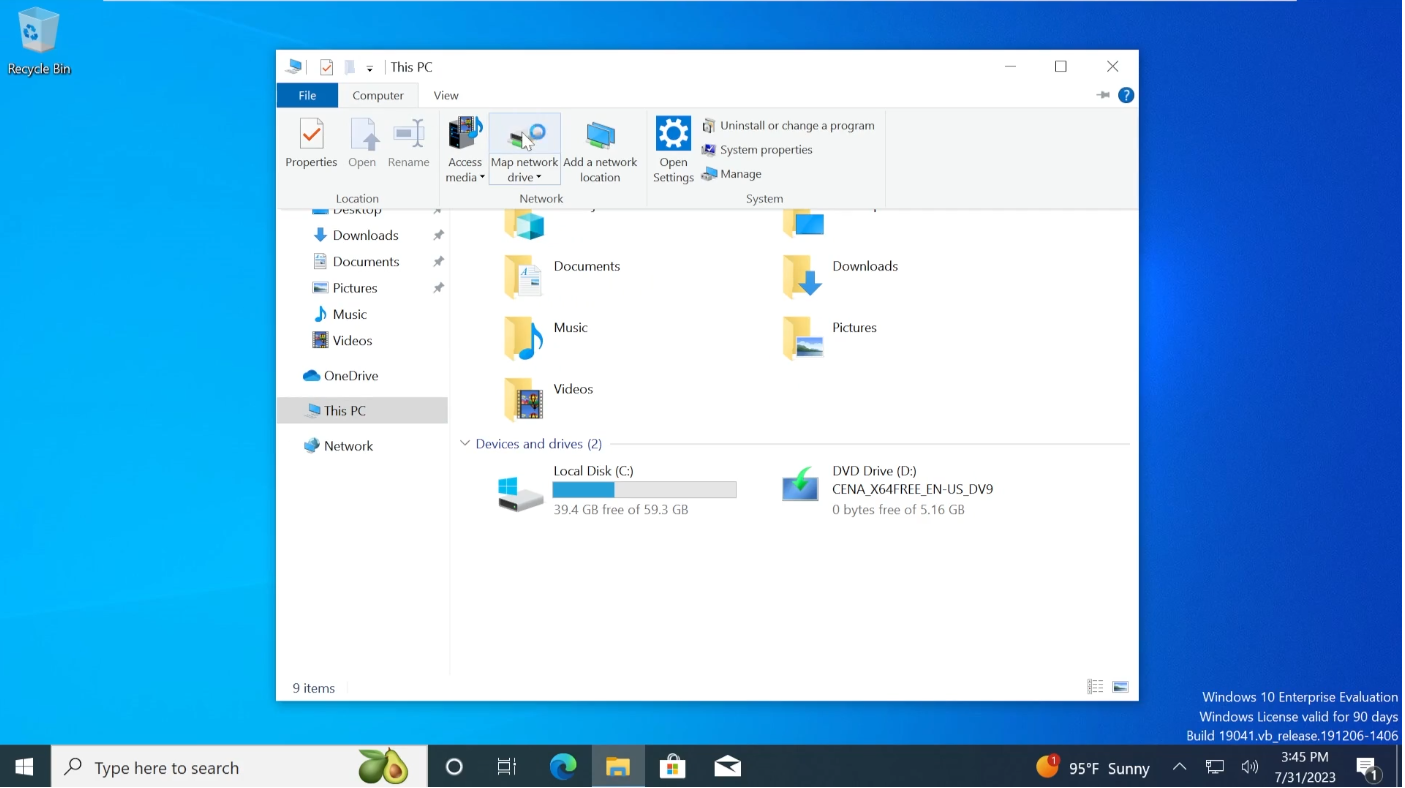 Recycle Bin
This PC
File
Computer
View
?
Properties
Open
Rename
Access
media
Map network
drive
Add a network
location
Open
Settings
Uninstall or change a program
System properties
Manage
Location
Network
System
Desktop
Downloads
Documents
Pictures
Music
Videos
OneDrive
This PC
Network
Documents
Downloads
Music
Pictures
Videos
Devices and drives (2)
Local Disk (C:)
39.4 GB free of 59.3 GB
DVD Drive (D:)
CENA_X64FREE_EN-US_DV9
0 bytes free of 5.16 GB
9 items
Windows 10 Enterprise Evaluation
Windows License valid for 90 days
Build 19041.vb_release.191206-1406
Type here to search
1
95°F Sunny
3:45 PM
7/31/2023
1